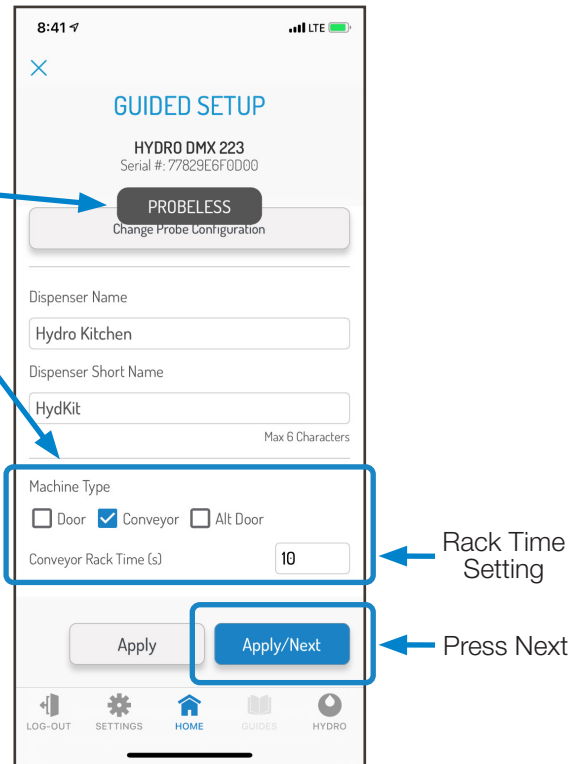 8:41
LTE
GUIDED SETUP
HYDRO DMX 223
Serial #: 77829E6F0D00
PROBELESS
Change Probe Configuration
Dispenser Name
Hydro Kitchen
Dispenser Short Name
HydKit
Max 6 Characters
Machine Type
Door Conveyor Alt Door
Conveyor Rack Time (s) 10
Rack Time
Setting
Apply Apply/Next
Press Next
LOG-OUT SETTINGS HOME GUIDES HYDRO